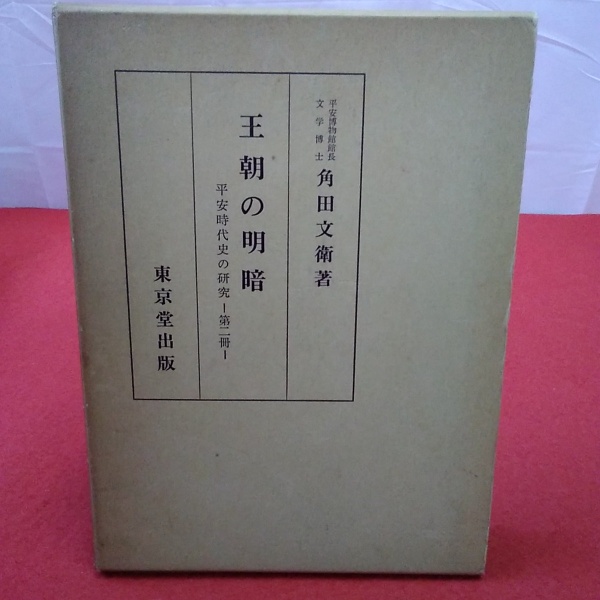 平安博物館館長
文学博士
角田文衛著
王朝の明暗
平安時代史の研究―第二冊―
東京堂出版